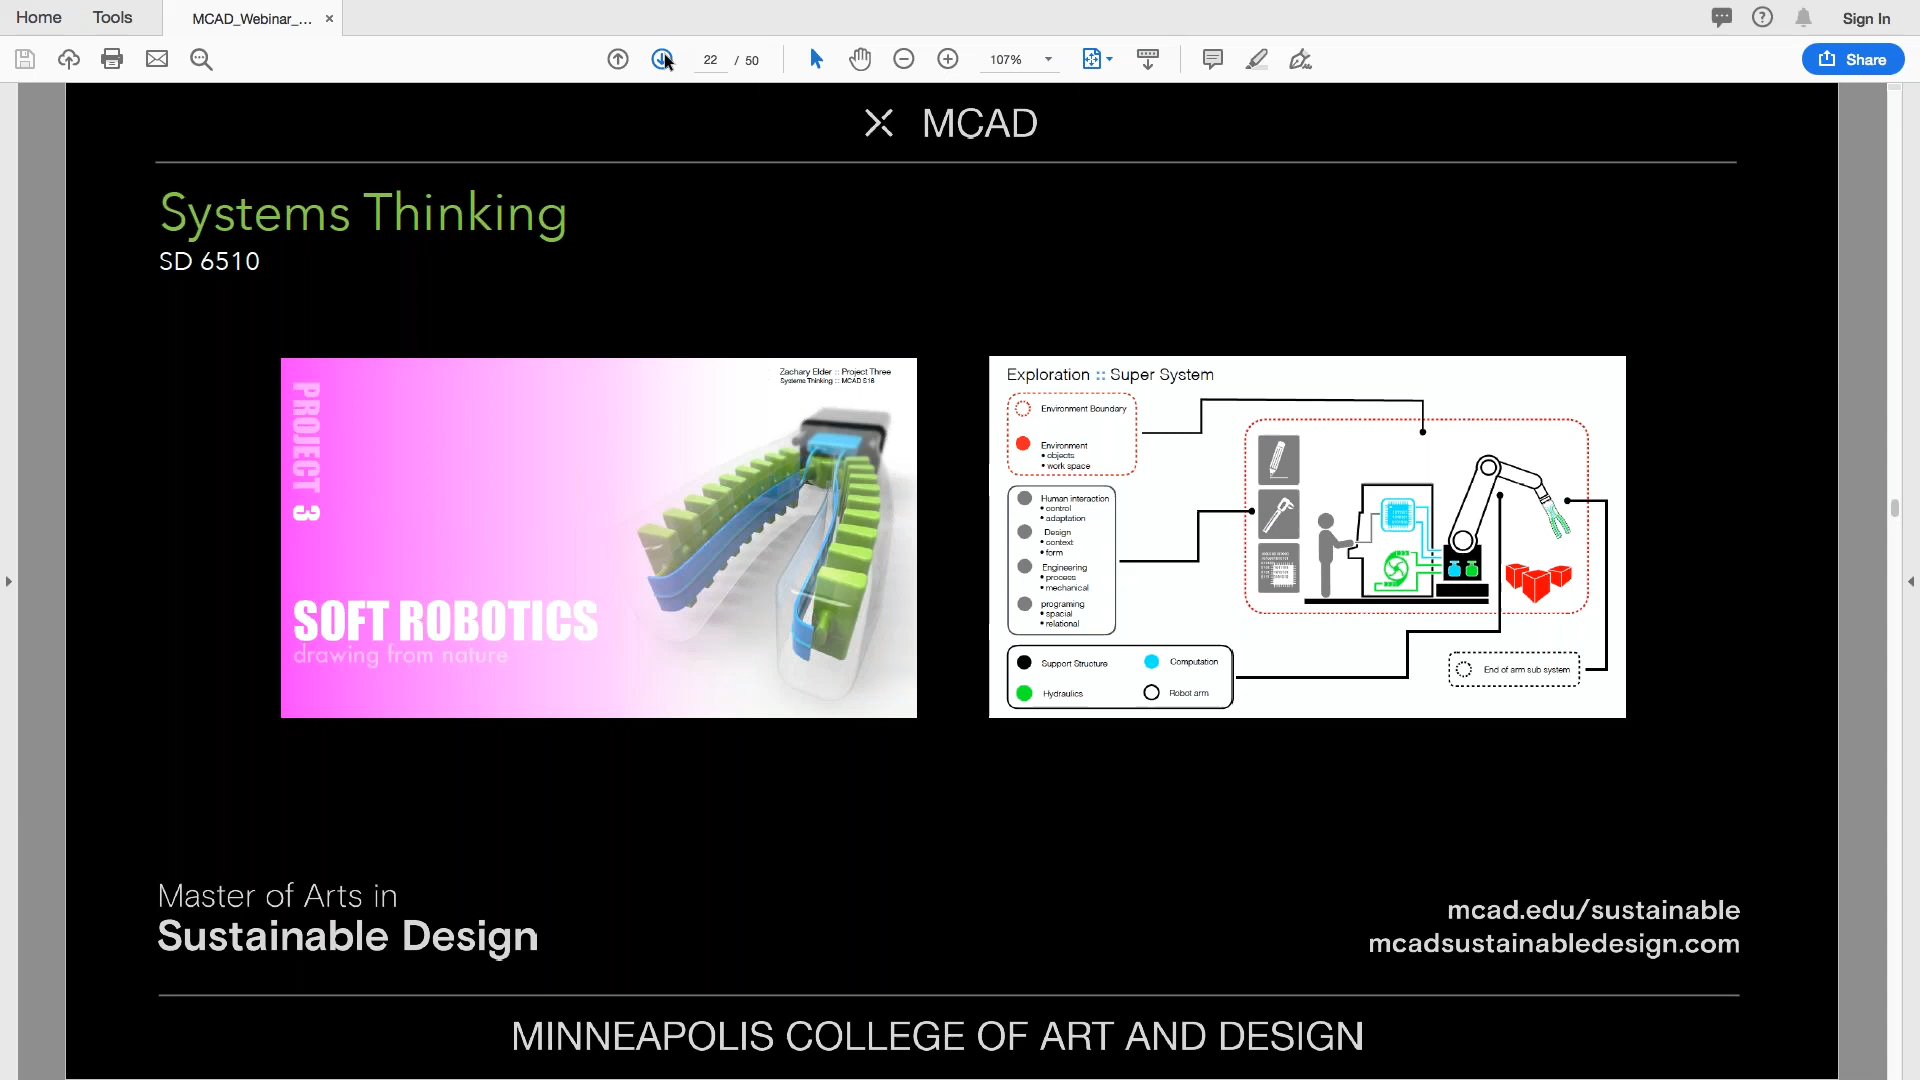 Home
Tools
MCAD_Webinar_...
Sign In
22 / 50
107%
Share
MCAD
Systems Thinking
SD 6510
PROJECT 3
Zachary Elder :: Project Three
Systems Thinking :: MCAD S16
SOFT ROBOTICS
drawing from nature
Exploration :: Super System
Environment Boundary
Environment
• objects
• work space
Human interaction
• control
• adaptation
Design
• context
• form
Engineering
• process
• mechanical
programing
• spacial
• relational
Support Structure
Computation
Hydraulics
Robot arm
End of arm sub system
Master of Arts in
Sustainable Design
mcad.edu/sustainable
mcadsustainabledesign.com
MINNEAPOLIS COLLEGE OF ART AND DESIGN